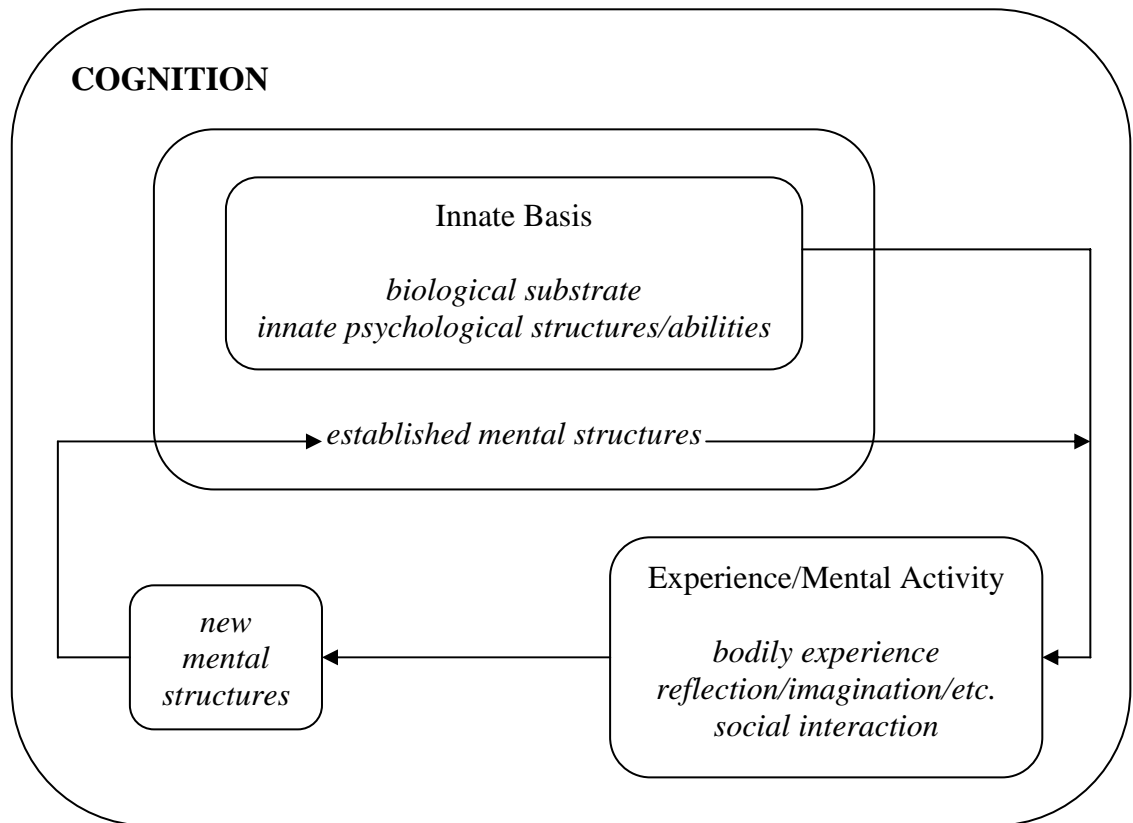 COGNITION
Innate Basis
biological substrate
innate psychological structures/abilities
established mental structures
Experience/Mental Activity
bodily experience
reflection/imagination/etc.
social interaction
new
mental
structures